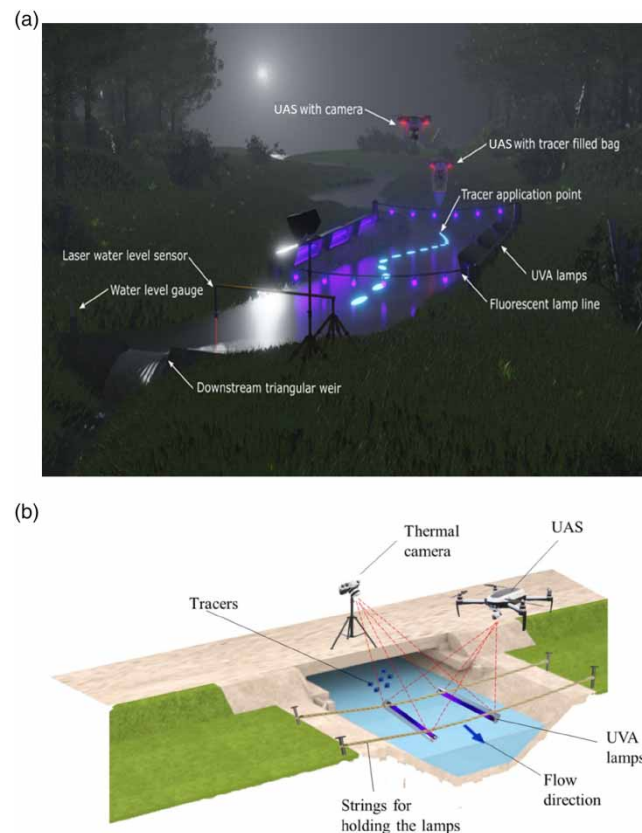 (a)
UAS with camera
UAS with tracer filled bag
Tracer application point
Laser water level sensor
Water level gauge
UVA lamps
Fluorescent lamp line
Downstream triangular weir
(b)
Thermal
camera
UAS
Tracers
UVA
lamps
Flow
direction
Strings for
holding the lamps